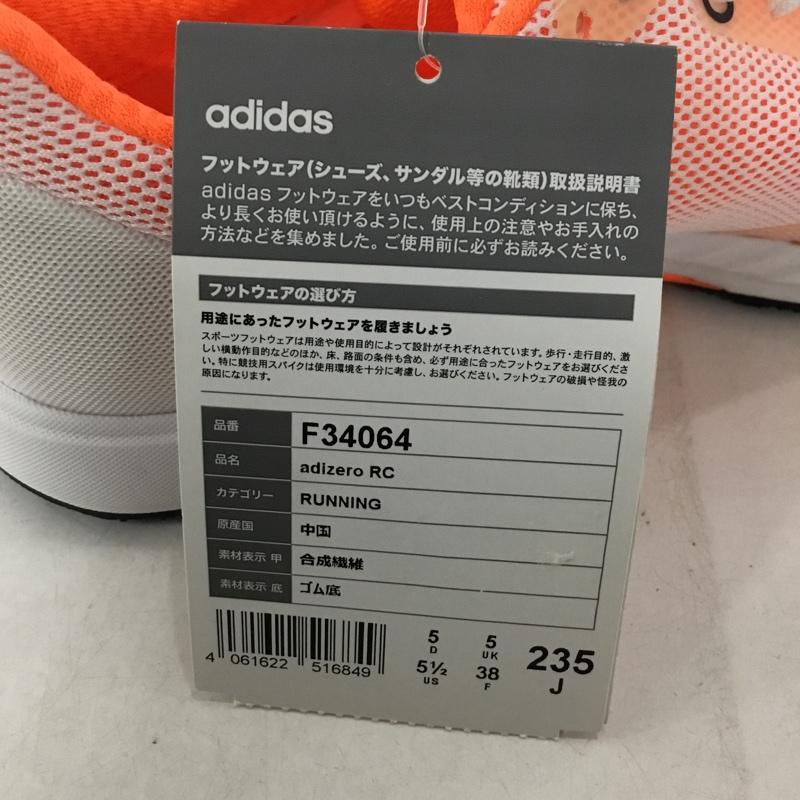 adidas
フットウェア(シューズ、サンダル等の靴類)取扱説明書
adidas フットウェアをいつもベストコンディションに保ち、
より長くお使い頂けるように、使用上の注意やお手入れの
方法などを集めました。ご使用前に必ずお読みください。
フットウェアの選び方
用途にあったフットウェアを履きましょう
スポーツフットウェアは用途や使用目的によって設計がそれぞれされています。歩行・走行目的、激
しい横動作目的などのほか、床、路面の条件も含め、必ず用途に合ったフットウェアをお選びくださ
い。特に競技用スパイクは使用環境を十分に考慮し、お選びください。フットウェアの破損や怪我の
原因になります。
品番 F34064
品名 adizero RC
カテゴリー RUNNING
原産国 中国
素材表示 甲 合成繊維
素材表示 底 ゴム底
4 061622 516849
5 D 5 UK
5½ US 38 F
235 J